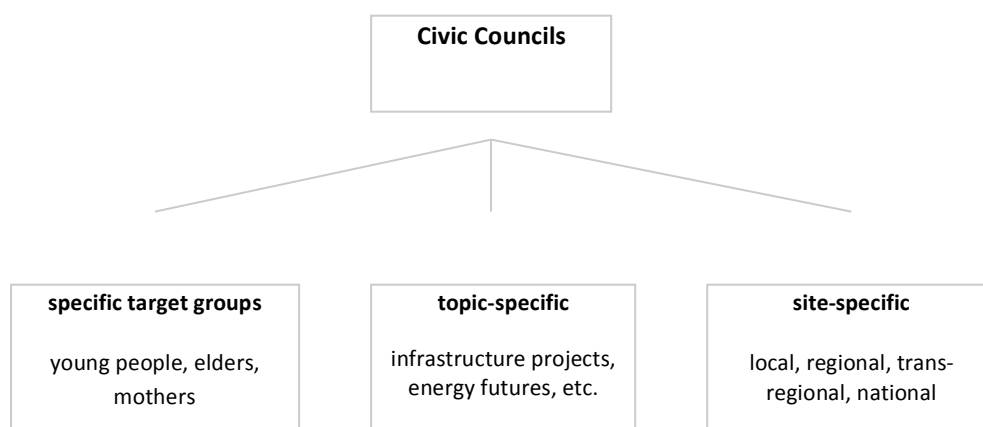 Civic Councils
specific target groups
young people, elders,
mothers
topic-specific
infrastructure projects,
energy futures, etc.
site-specific
local, regional, trans-
regional, national